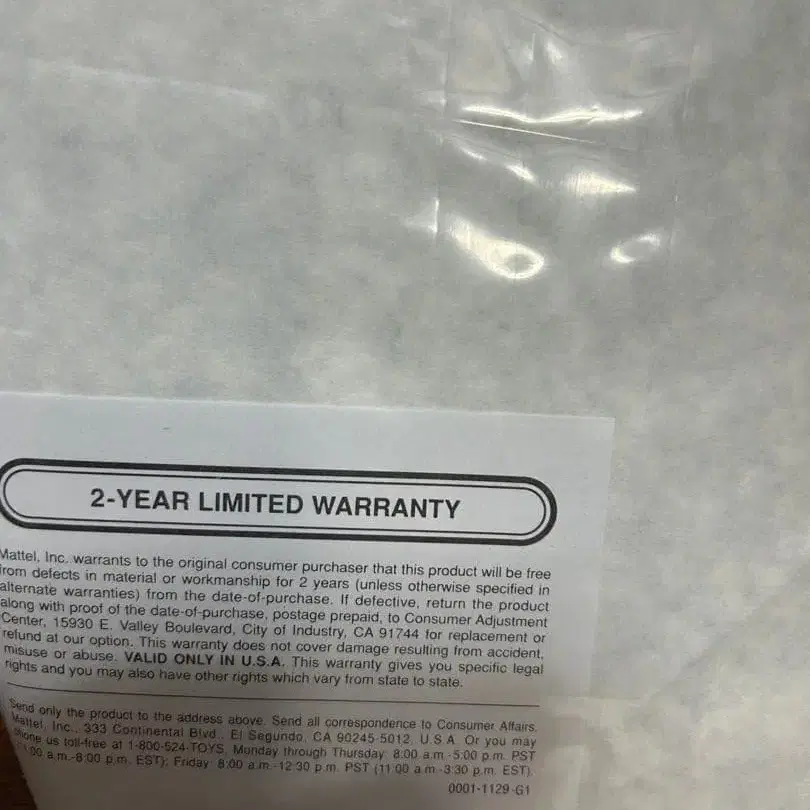 2-YEAR LIMITED WARRANTY
Mattel, Inc. warrants to the original consumer purchaser that this product will be free
from defects in material or workmanship for 2 years (unless otherwise specified in
alternate warranties) from the date-of-purchase. If defective, return the product
along with proof of the date-of-purchase, postage prepaid, to Consumer Adjustment
Center, 15930 E. Valley Boulevard, City of Industry, CA 91744 for replacement or
refund at our option. This warranty does not cover damage resulting from accident,
misuse or abuse. VALID ONLY IN U.S.A. This warranty gives you specific legal
rights and you may also have other rights which vary from state to state.
Send only the product to the address above. Send all correspondence to Consumer Affairs,
Mattel, Inc., 333 Continental Blvd., El Segundo, CA 90245-5012, U.S.A. Or you may
phone us toll-free at 1-800-524-TOYS, Monday through Thursday: 8:00 a.m.-5:00 p.m. PST
(11:00 a.m.-8:00 p.m. EST); Friday: 8:00 a.m.-12:30 p.m. PST (11:00 a.m.-3:30 p.m. EST).
0001-1129-G1